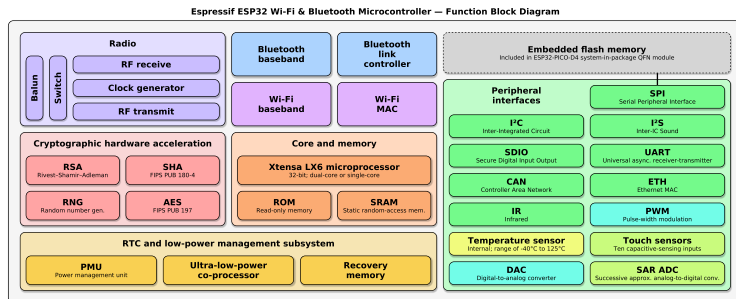 Espressif ESP32 Wi-Fi & Bluetooth Microcontroller — Function Block Diagram
Radio
Balun
Switch
RF receive
Clock generator
RF transmit
Bluetooth
baseband
Bluetooth
link
controller
Wi-Fi
baseband
Wi-Fi
MAC
Embedded flash memory
Included in ESP32-PICO-D4 system-in-package QFN module
Cryptographic hardware acceleration
RSA
Rivest–Shamir–Adleman
SHA
FIPS PUB 180-4
RNG
Random number gen.
AES
FIPS PUB 197
Core and memory
Xtensa LX6 microprocessor
32-bit; dual-core or single-core
ROM
Read-only memory
SRAM
Static random-access mem.
RTC and low-power management subsystem
PMU
Power management unit
Ultra-low-power
co-processor
Recovery
memory
Peripheral
interfaces
SPI
Serial Peripheral Interface
I²C
Inter-Integrated Circuit
I²S
Inter-IC Sound
SDIO
Secure Digital Input Output
UART
Universal async. receiver-transmitter
CAN
Controller Area Network
ETH
Ethernet MAC
IR
Infrared
PWM
Pulse-width modulation
Temperature sensor
Internal; range of -40°C to 125°C
Touch sensors
Ten capacitive-sensing inputs
DAC
Digital-to-analog converter
SAR ADC
Successive approx. analog-to-digital conv.